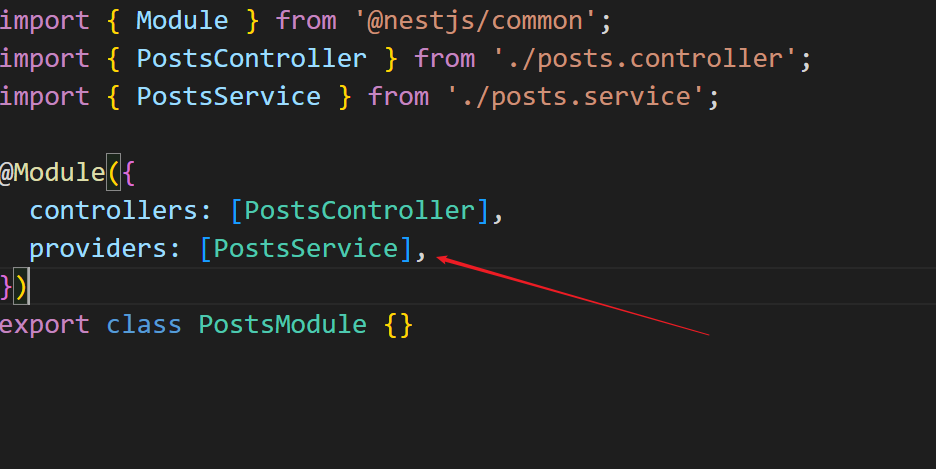 import { Module } from '@nestjs/common';
import { PostsController } from './posts.controller';
import { PostsService } from './posts.service';
@Module({
  controllers: [PostsController],
  providers: [PostsService],
})
export class PostsModule {}